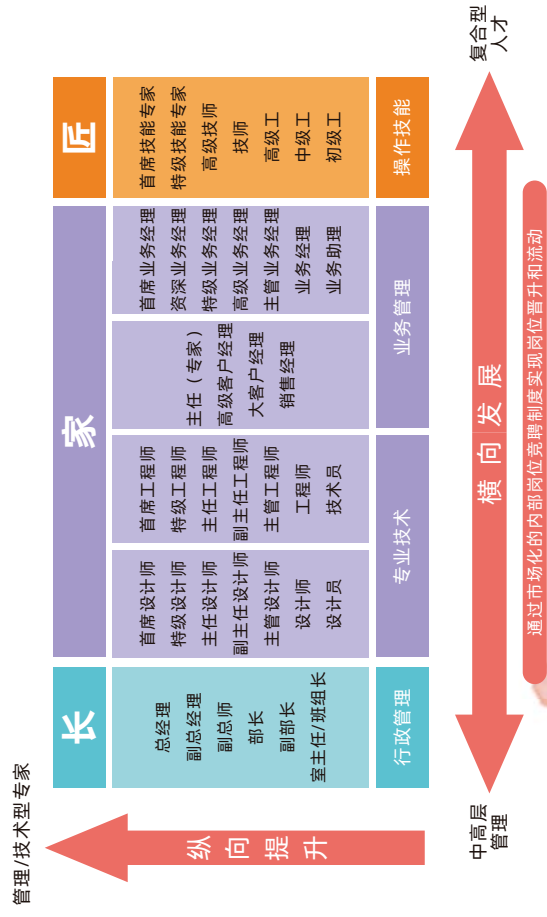 管理/技术型专家
纵向提升
长
总经理
副总经理
副总师
部长
副部长
室主任/班组长
行政管理
家
首席设计师
特级设计师
主任设计师
副主任设计师
主管设计师
设计师
设计员
首席工程师
特级工程师
主任工程师
副主任工程师
主管工程师
工程师
技术员
专业技术
主任（专家）
高级客户经理
大客户经理
销售经理
首席业务经理
资深业务经理
特级业务经理
高级业务经理
主管业务经理
业务经理
业务助理
业务管理
匠
首席技能专家
特级技能专家
高级技师
技师
高级工
中级工
初级工
操作技能
中高层
管理
横向发展
复合型
人才
通过市场化的内部岗位竞聘制度实现岗位晋升和流动